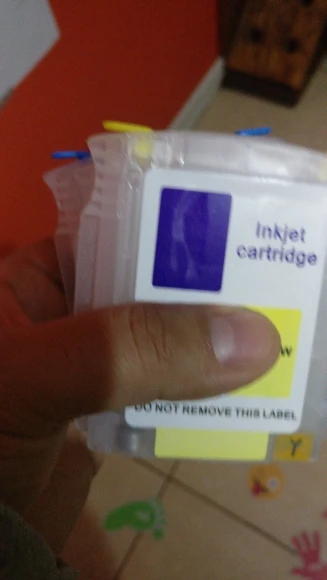 Inkjet
cartridge
w
DO NOT REMOVE THIS LABEL
Y